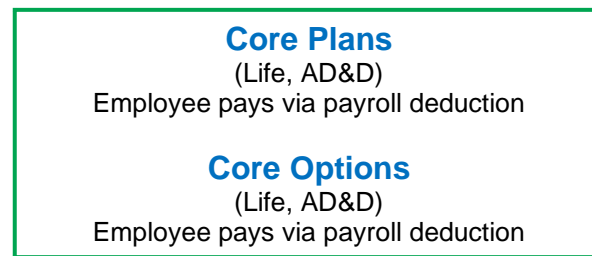 Core Plans
(Life, AD&D)
Employee pays via payroll deduction
Core Options
(Life, AD&D)
Employee pays via payroll deduction